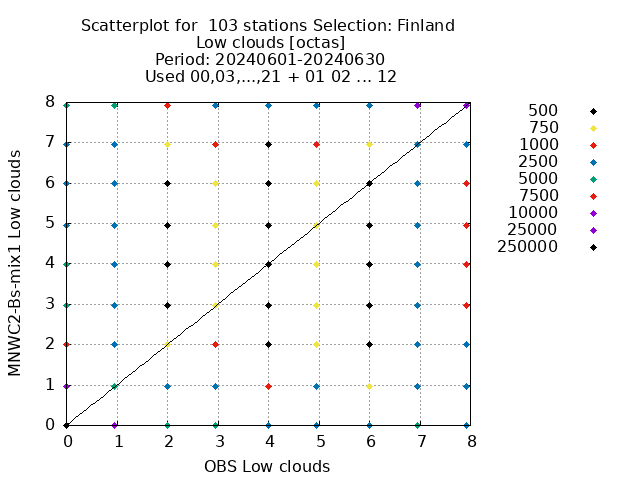 Scatterplot for  103 stations Selection: Finland
Low clouds [octas]
Period: 20240601-20240630
Used 00,03,...,21 + 01 02 ... 12
8
7
6
5
4
3
2
1
0
MNWC2-Bs-mix1 Low clouds
0 1 2 3 4 5 6 7 8
OBS Low clouds
500
750
1000
2500
5000
7500
10000
25000
250000